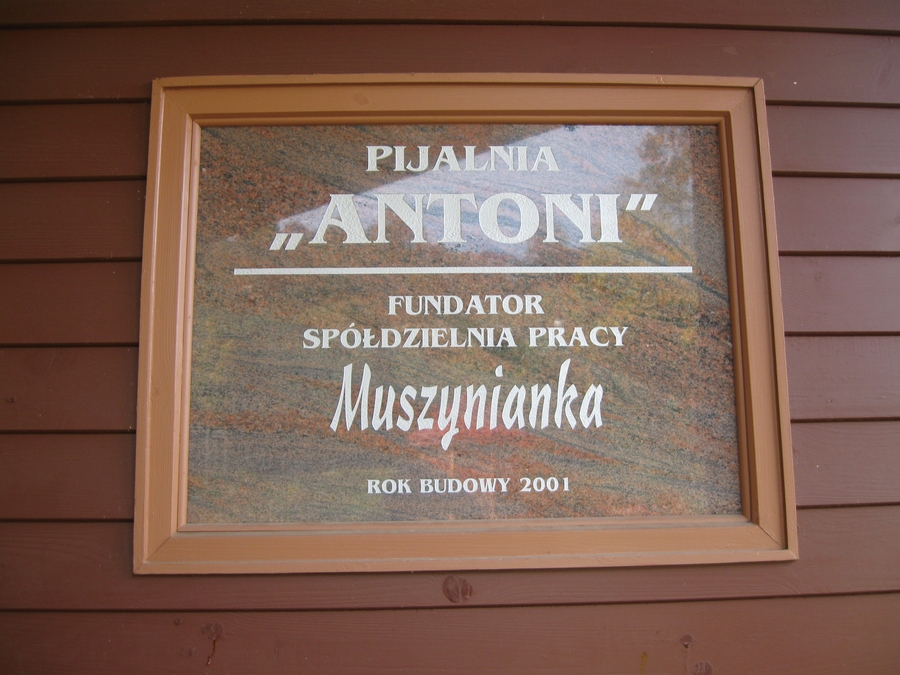 PIJALNIA
„ANTONI”
FUNDATOR
SPÓŁDZIELNIA PRACY
Muszynianka
ROK BUDOWY 2001